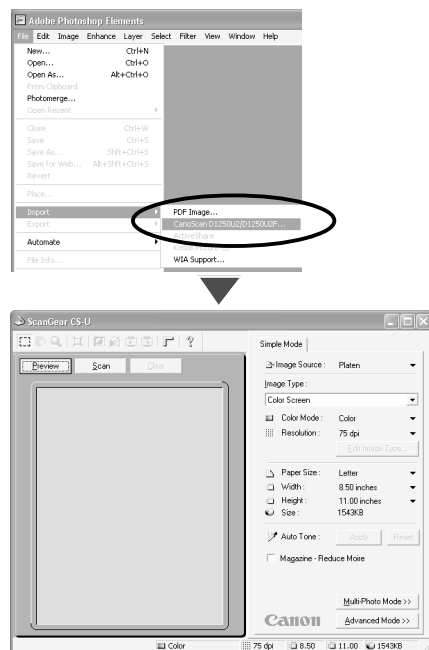 Adobe Photoshop Elements
File Edit Image Enhance Layer Select Filter View Window Help
New... Ctrl+N
Open... Ctrl+O
Open As... Alt+Ctrl+O
From Clipboard
Photomerge...
Open Recent
Close Ctrl+W
Save Ctrl+S
Save As... Shft+Ctrl+S
Save for Web... Alt+Shft+Ctrl+S
Revert
Place...
Import
PDF Image...
Export
CanoScan D1250U2/D1250U2F...
ActiveShare
Automate
WIA Support...
File Info...
ScanGear CS-U
Simple Mode
Preview Scan Clear
Image Source : Platen
Image Type :
Color Screen
Color Mode : Color
Resolution : 75 dpi
Edit Image Type...
Paper Size : Letter
Width : 8.50 inches
Height : 11.00 inches
Size : 1543KB
Auto Tone : Apply Reset
Magazine - Reduce Moire
Multi-Photo Mode >>
Canon Advanced Mode >>
Color 75 dpi 8.50 11.00 1543KB